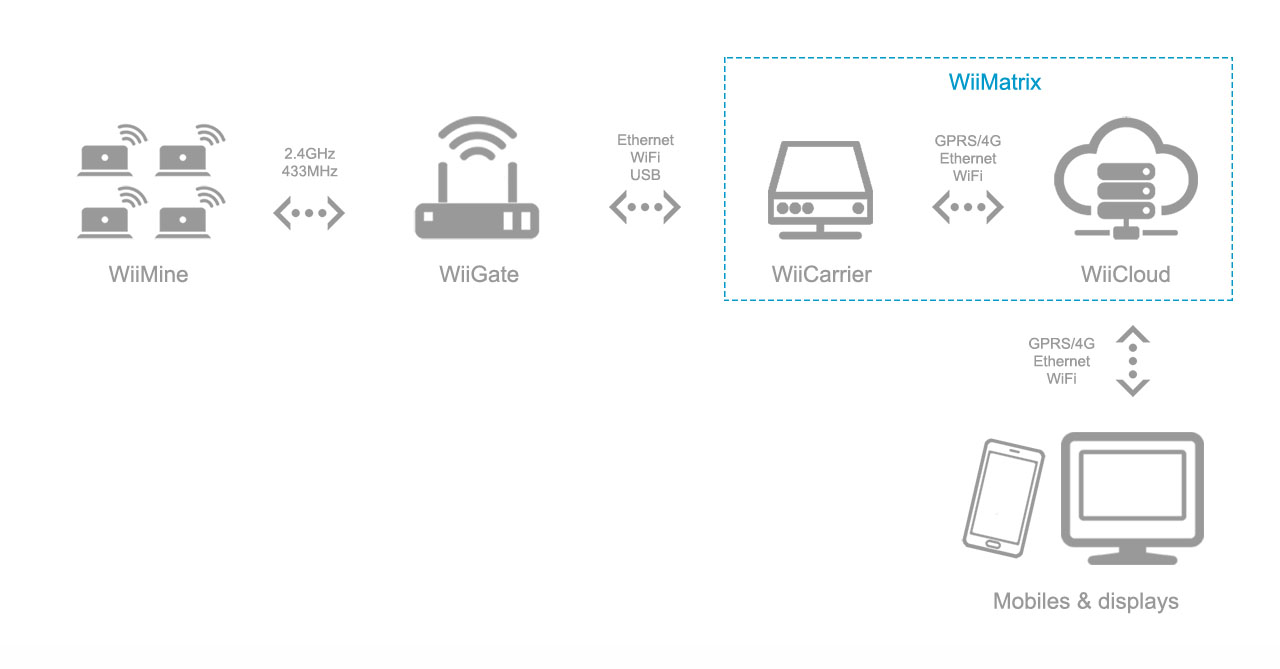 WiiMatrix
2.4GHz
433MHz
Ethernet
WiFi
USB
GPRS/4G
Ethernet
WiFi
WiiMine
WiiGate
WiiCarrier
WiiCloud
GPRS/4G
Ethernet
WiFi
Mobiles & displays